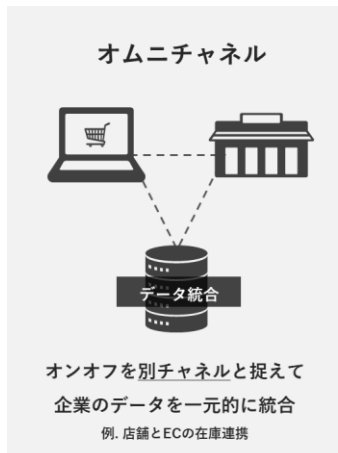 オムニチャネル
データ統合
オンオフを別チャネルと捉えて
企業のデータを一元的に統合
例. 店舗とECの在庫連携